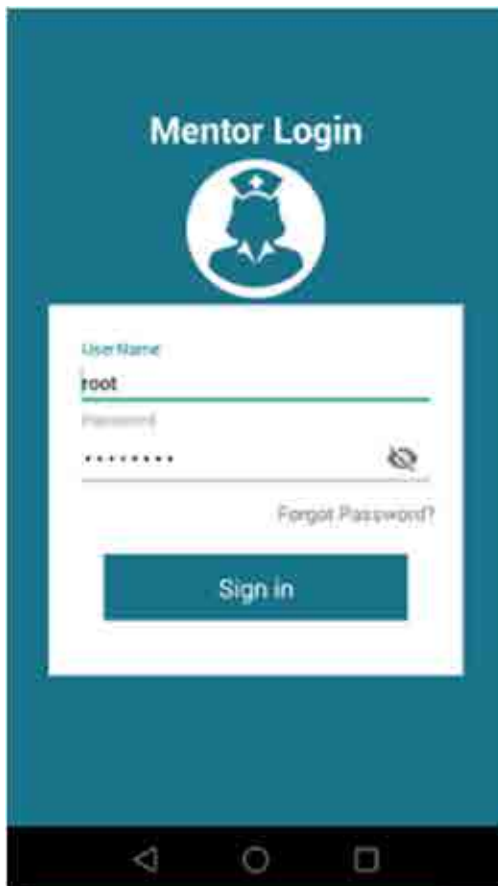 Mentor Login
UserName
root
Password
••••••••
Forgot Password?
Sign in